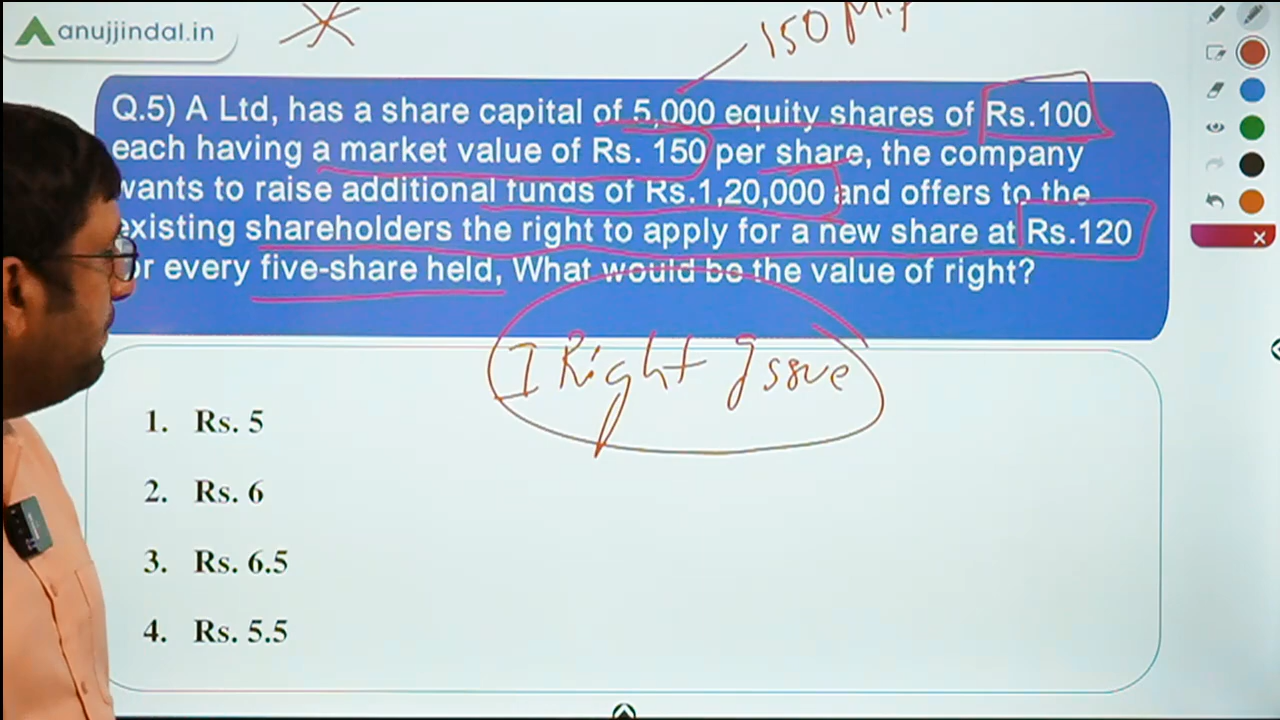 anujjindal.in
150 M.
Q.5) A Ltd, has a share capital of 5,000 equity shares of Rs.100
each having a market value of Rs. 150 per share, the company
wants to raise additional funds of Rs.1,20,000 and offers to the
existing shareholders the right to apply for a new share at Rs.120
or every five-share held, What would be the value of right?
I Right Issue
1. Rs. 5
2. Rs. 6
3. Rs. 6.5
4. Rs. 5.5